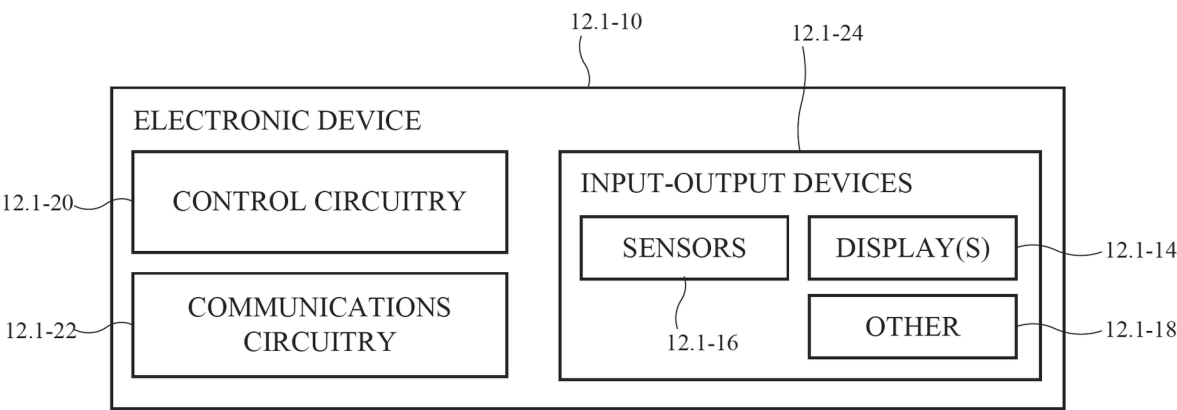 12.1-10
12.1-24
ELECTRONIC DEVICE
INPUT-OUTPUT DEVICES
12.1-20
CONTROL CIRCUITRY
SENSORS
DISPLAY(S)
12.1-14
12.1-22
COMMUNICATIONS
CIRCUITRY
12.1-16
OTHER
12.1-18